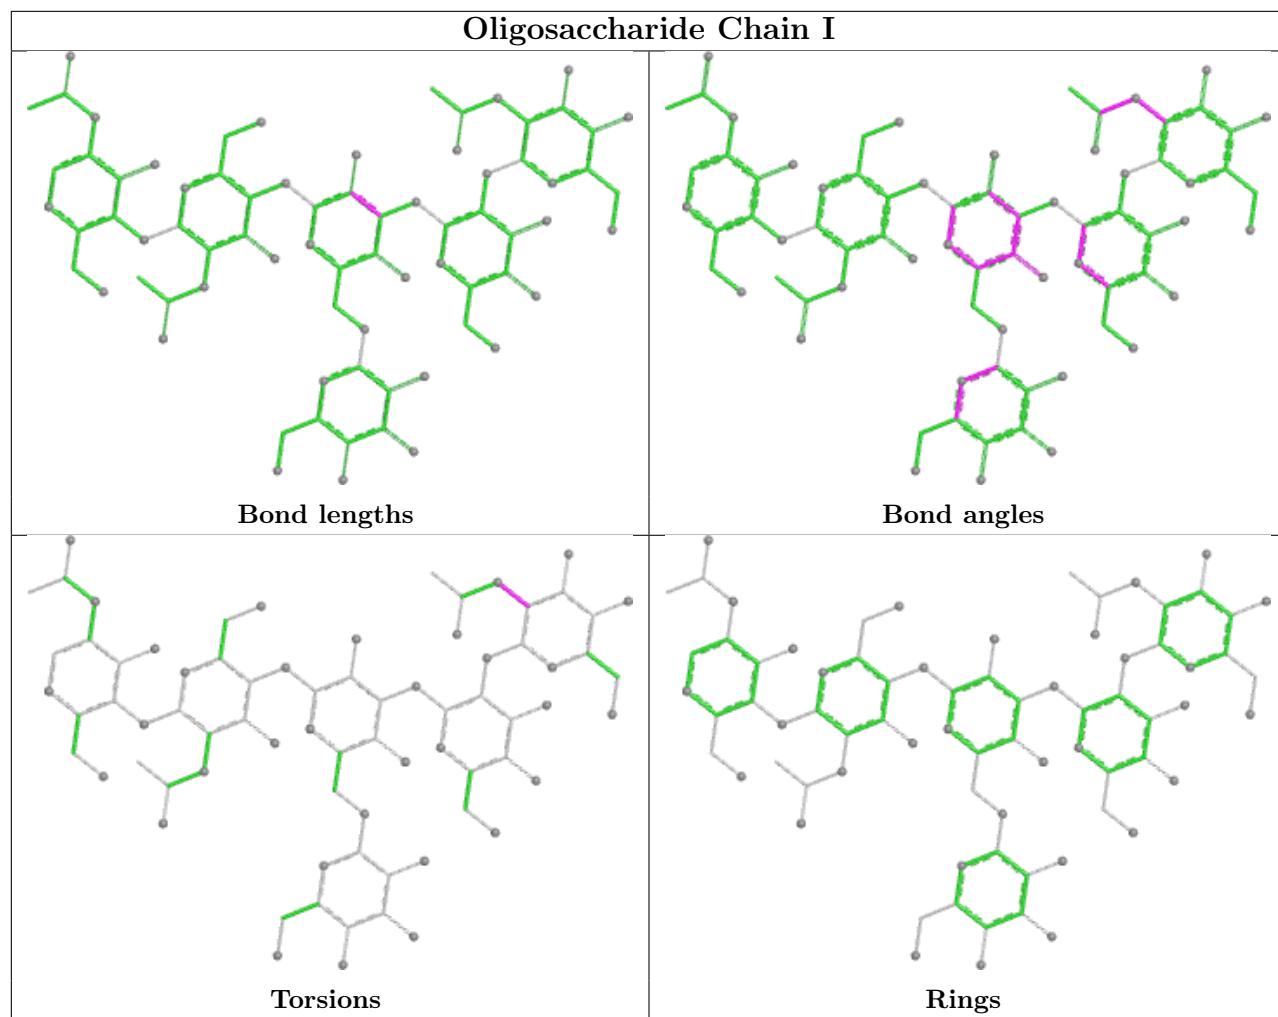 Oligosaccharide Chain I
Bond lengths
Bond angles
Torsions
Rings